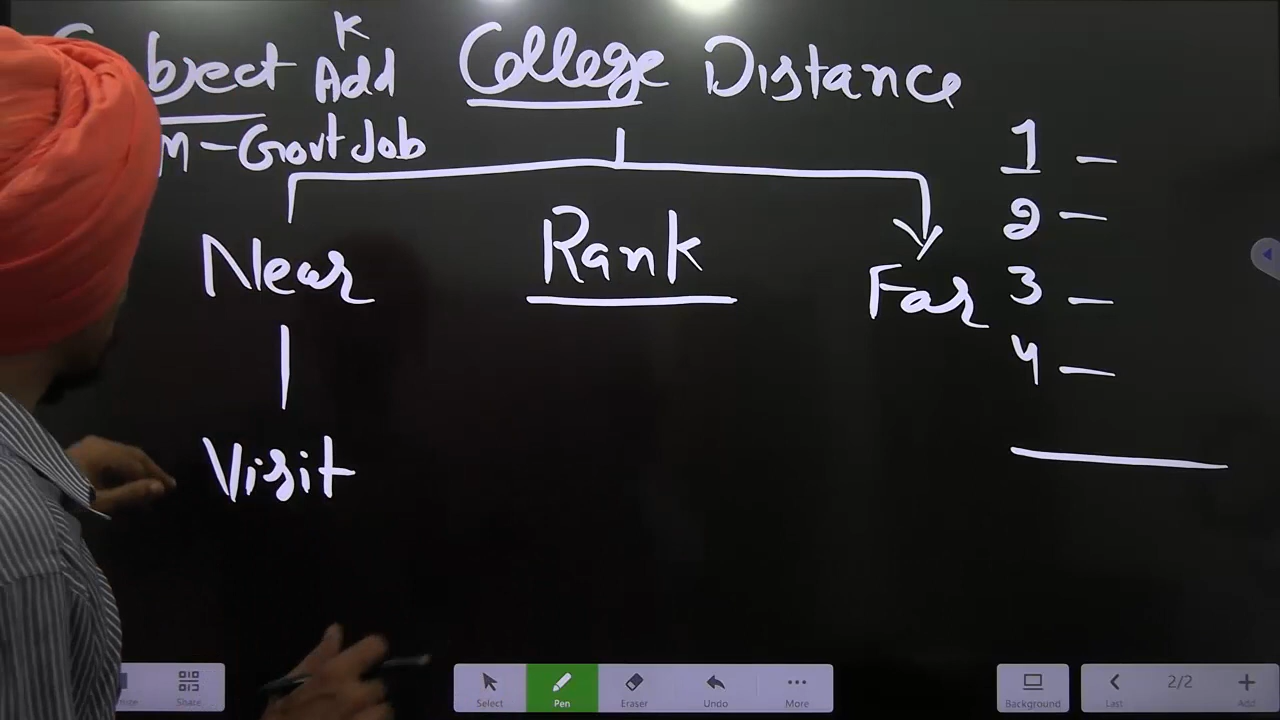 K
Add College Distance
- Govt Job
1 -
2 -
Near Rank Far
3 -
4 -
Visit
Share
Select
Pen
Eraser
Undo
More
Background
Last
2/2
Add